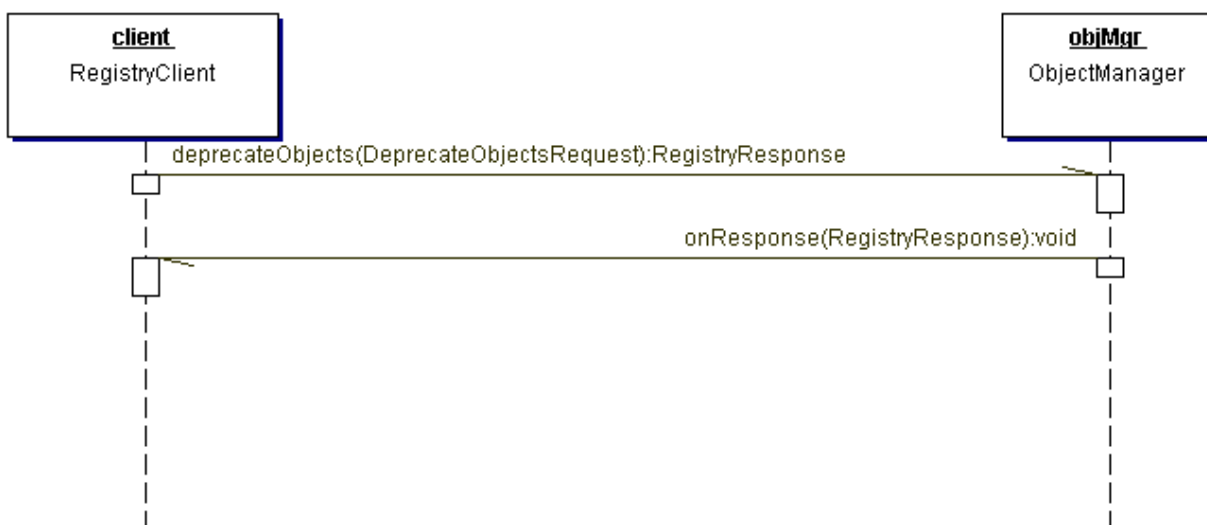 client
RegistryClient
objMgr
ObjectManager
deprecateObjects(DeprecateObjectsRequest):RegistryResponse
onResponse(RegistryResponse):void